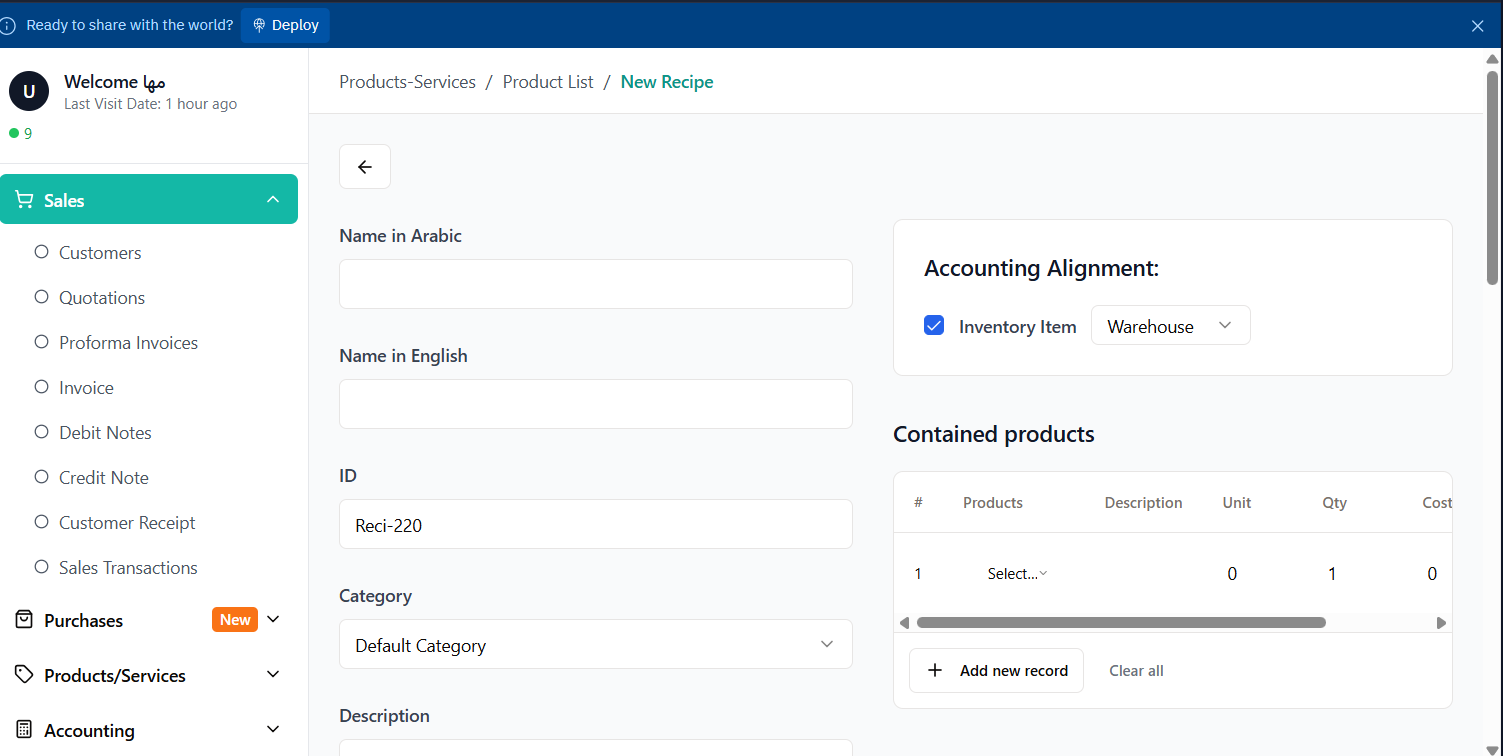 Ready to share with the world?
Deploy
U
Welcome مها
Last Visit Date: 1 hour ago
9
Sales
Customers
Quotations
Proforma Invoices
Invoice
Debit Notes
Credit Note
Customer Receipt
Sales Transactions
Purchases New
Products/Services
Accounting
Products-Services / Product List / New Recipe
Name in Arabic
Name in English
ID
Reci-220
Category
Default Category
Description
Accounting Alignment:
Inventory Item Warehouse
Contained products
# Products Description Unit Qty Cost
1 Select... 0 1 0
Add new record Clear all